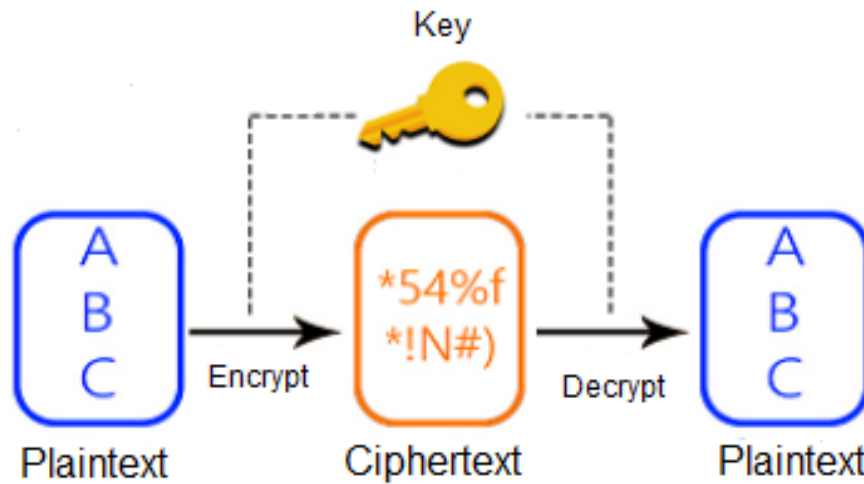 Key
A
B
C
Encrypt
Plaintext
*54%f
*!N#)
Ciphertext
Decrypt
A
B
C
Plaintext